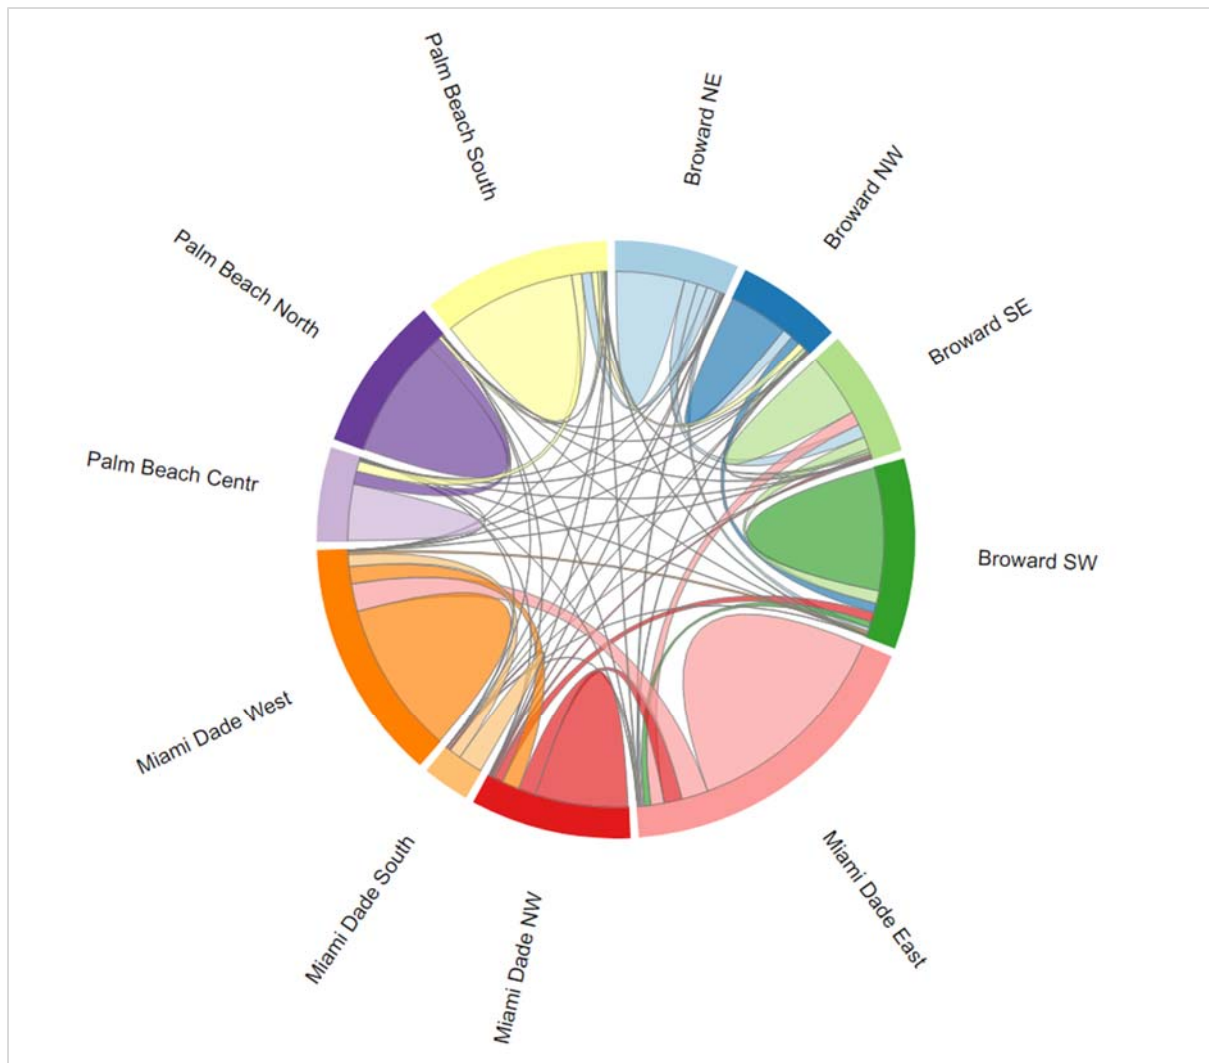 Palm Beach South
Broward NE
Broward NW
Palm Beach North
Broward SE
Palm Beach Centr
Broward SW
Miami Dade West
Miami Dade South
Miami Dade NW
Miami Dade East